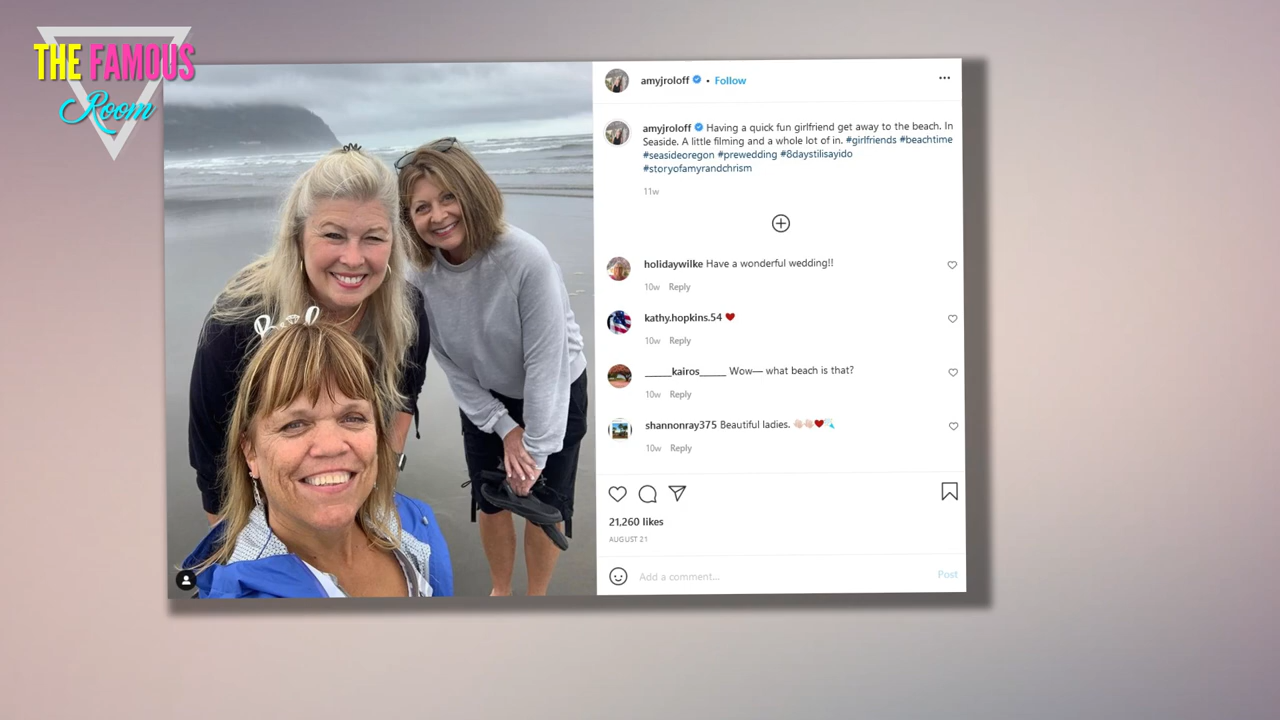 THE FAMOUS
Room
amyjroloff • Follow
amyjroloff Having a quick fun girlfriend get away to the beach. In
Seaside. A little filming and a whole lot of in. #girlfriends #beachtime
#seasideoregon #prewedding #8daystilisayido
#storyofamyrandchrism
11w
holidaywilke Have a wonderful wedding!!
10w Reply
kathy.hopkins.54 ❤️
10w Reply
_____kairos_____ Wow— what beach is that?
10w Reply
shannonray375 Beautiful ladies.
10w Reply
21,260 likes
AUGUST 21
Add a comment...
Post